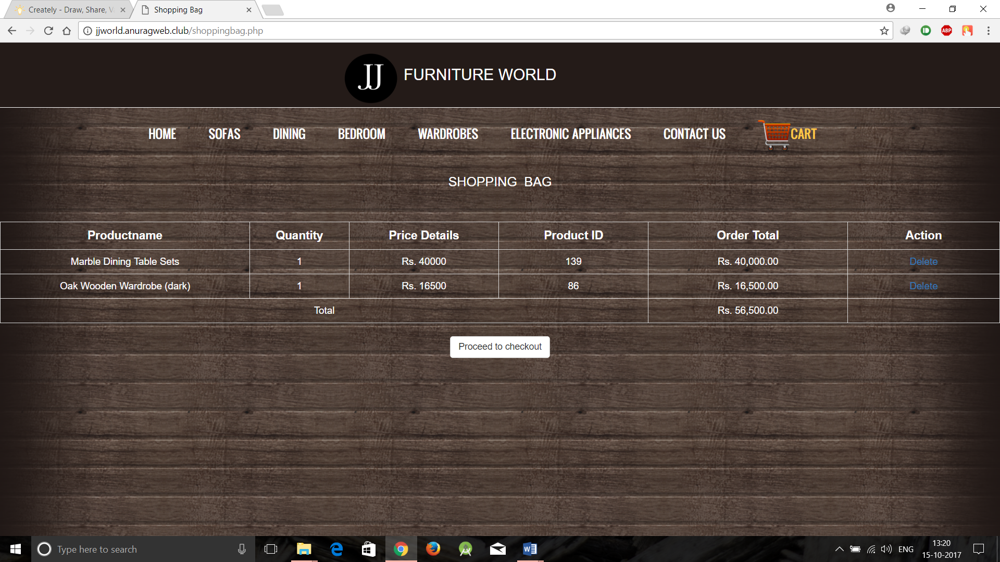 Creately - Draw, Share, V
Shopping Bag
jjworld.anuragweb.club/shoppingbag.php
ABP
JJ FURNITURE WORLD
HOME SOFAS DINING BEDROOM WARDROBES ELECTRONIC APPLIANCES CONTACT US CART
SHOPPING BAG
Productname Quantity Price Details Product ID Order Total Action
Marble Dining Table Sets 1 Rs. 40000 139 Rs. 40,000.00 Delete
Oak Wooden Wardrobe (dark) 1 Rs. 16500 86 Rs. 16,500.00 Delete
Total Rs. 56,500.00
Proceed to checkout
Type here to search
ENG
13:20
15-10-2017